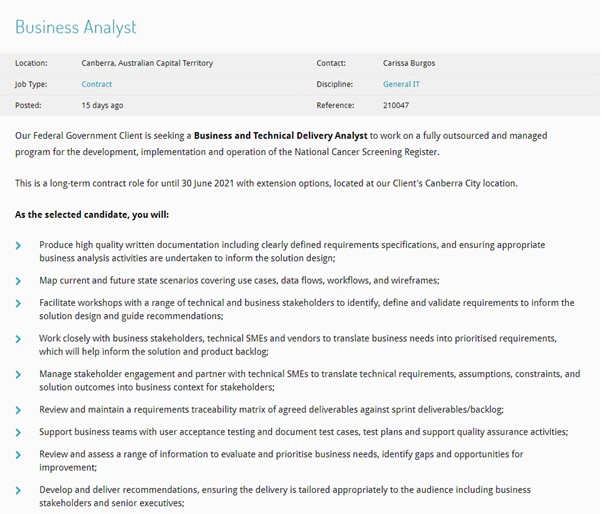 Business Analyst
Location: Canberra, Australian Capital Territory Contact: Carissa Burgos
Job Type: Contract Discipline: General IT
Posted: 15 days ago Reference: 210047
Our Federal Government Client is seeking a Business and Technical Delivery Analyst to work on a fully outsourced and managed
program for the development, implementation and operation of the National Cancer Screening Register.
This is a long-term contract role for until 30 June 2021 with extension options, located at our Client's Canberra City location.
As the selected candidate, you will:
Produce high quality written documentation including clearly defined requirements specifications, and ensuring appropriate
business analysis activities are undertaken to inform the solution design;
Map current and future state scenarios covering use cases, data flows, workflows, and wireframes;
Facilitate workshops with a range of technical and business stakeholders to identify, define and validate requirements to inform the
solution design and guide recommendations;
Work closely with business stakeholders, technical SMEs and vendors to translate business needs into prioritised requirements,
which will help inform the solution and product backlog;
Manage stakeholder engagement and partner with technical SMEs to translate technical requirements, assumptions, constraints, and
solution outcomes into business context for stakeholders;
Review and maintain a requirements traceability matrix of agreed deliverables against sprint deliverables/backlog;
Support business teams with user acceptance testing and document test cases, test plans and support quality assurance activities;
Review and assess a range of information to evaluate and prioritise business needs, identify gaps and opportunities for
improvement;
Develop and deliver recommendations, ensuring the delivery is tailored appropriately to the audience including business
stakeholders and senior executives;